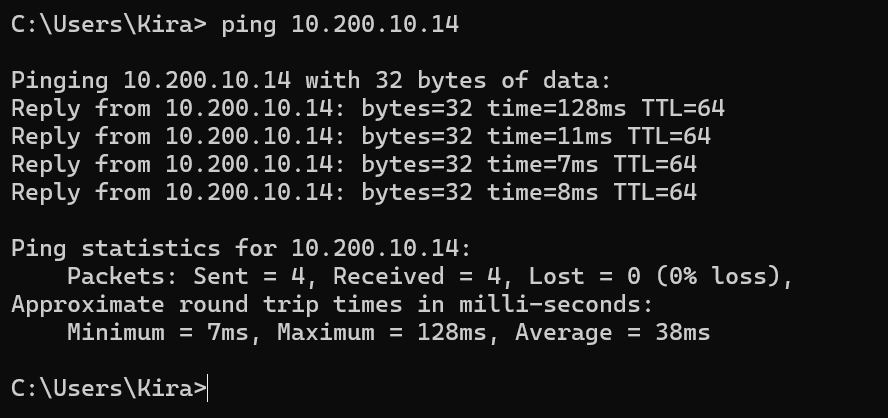 C:\Users\Kira> ping 10.200.10.14
Pinging 10.200.10.14 with 32 bytes of data:
Reply from 10.200.10.14: bytes=32 time=128ms TTL=64
Reply from 10.200.10.14: bytes=32 time=11ms TTL=64
Reply from 10.200.10.14: bytes=32 time=7ms TTL=64
Reply from 10.200.10.14: bytes=32 time=8ms TTL=64
Ping statistics for 10.200.10.14:
    Packets: Sent = 4, Received = 4, Lost = 0 (0% loss),
Approximate round trip times in milli-seconds:
    Minimum = 7ms, Maximum = 128ms, Average = 38ms
C:\Users\Kira>